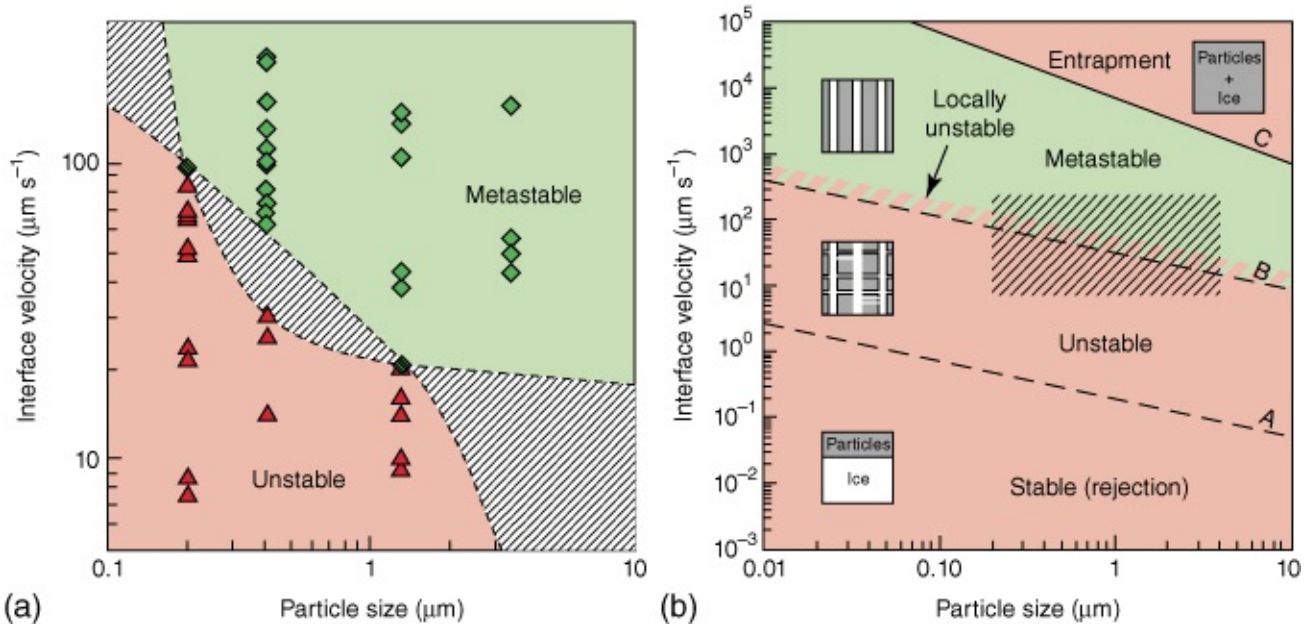 100
10
0.1
1
10
Interface velocity (μm s⁻¹)
Particle size (μm)
Metastable
Unstable
(a)
10⁵
10⁴
10³
10²
10¹
10⁰
10⁻¹
10⁻²
10⁻³
0.01
0.10
1
10
Interface velocity (μm s⁻¹)
Particle size (μm)
Entrapment
Particles
+
Ice
Locally
unstable
C
Metastable
B
Unstable
A
Particles
Ice
Stable (rejection)
(b)